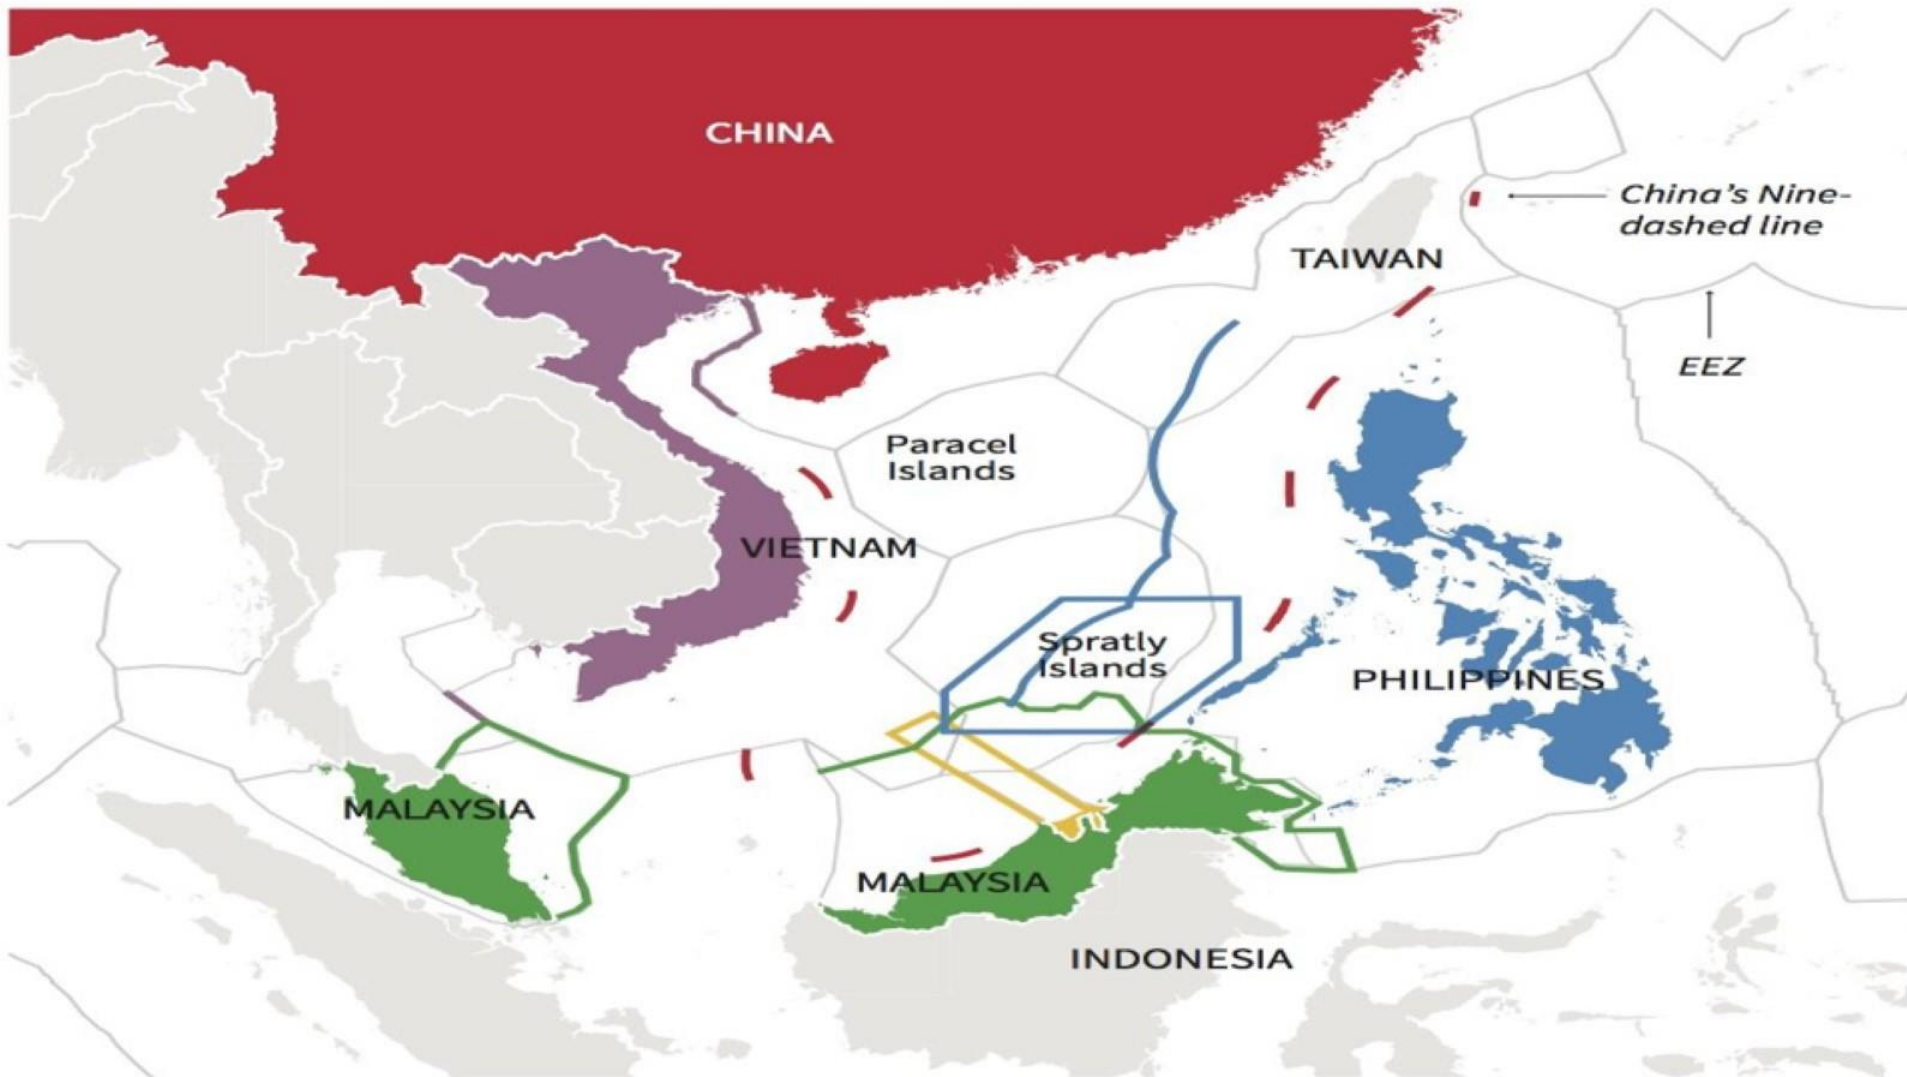 CHINA
China's Nine-
dashed line
TAIWAN
EEZ
Paracel
Islands
VIETNAM
Spratly
Islands
PHILIPPINES
MALAYSIA
MALAYSIA
INDONESIA